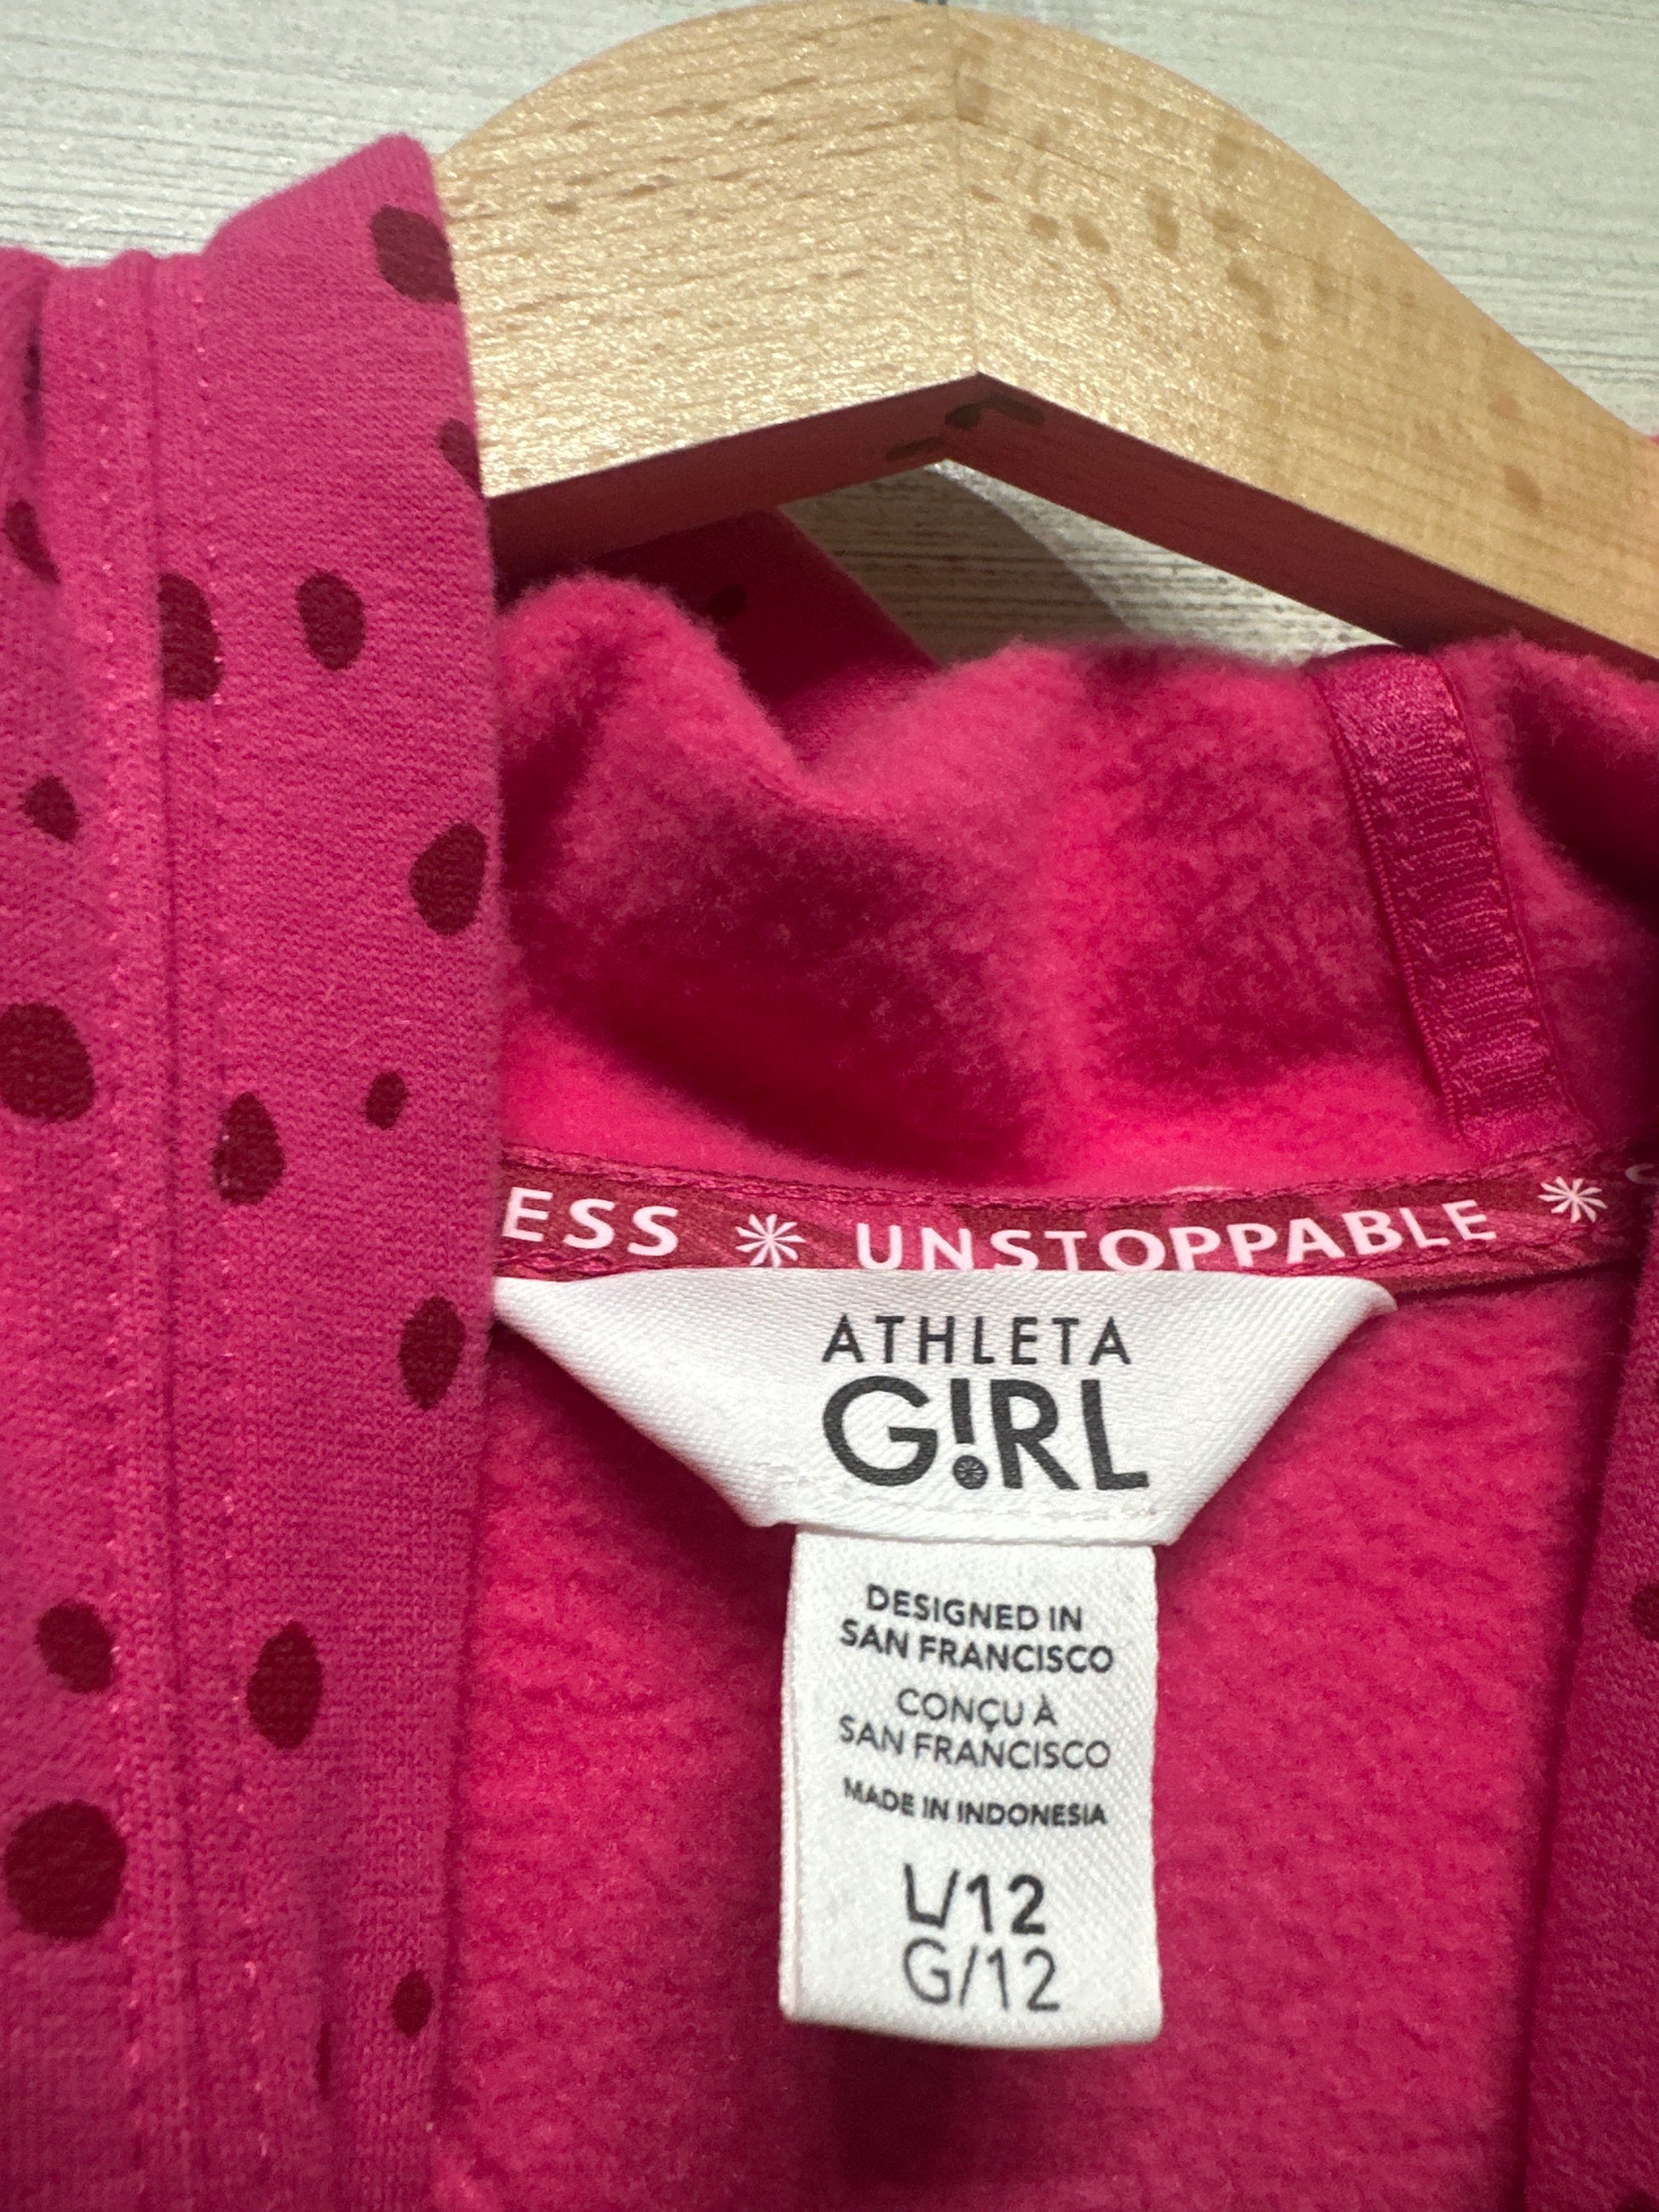 ESS * UNSTOPPABLE *
ATHLETA
G!RL
DESIGNED IN
SAN FRANCISCO
CONÇU À
SAN FRANCISCO
MADE IN INDONESIA
L/12
G/12